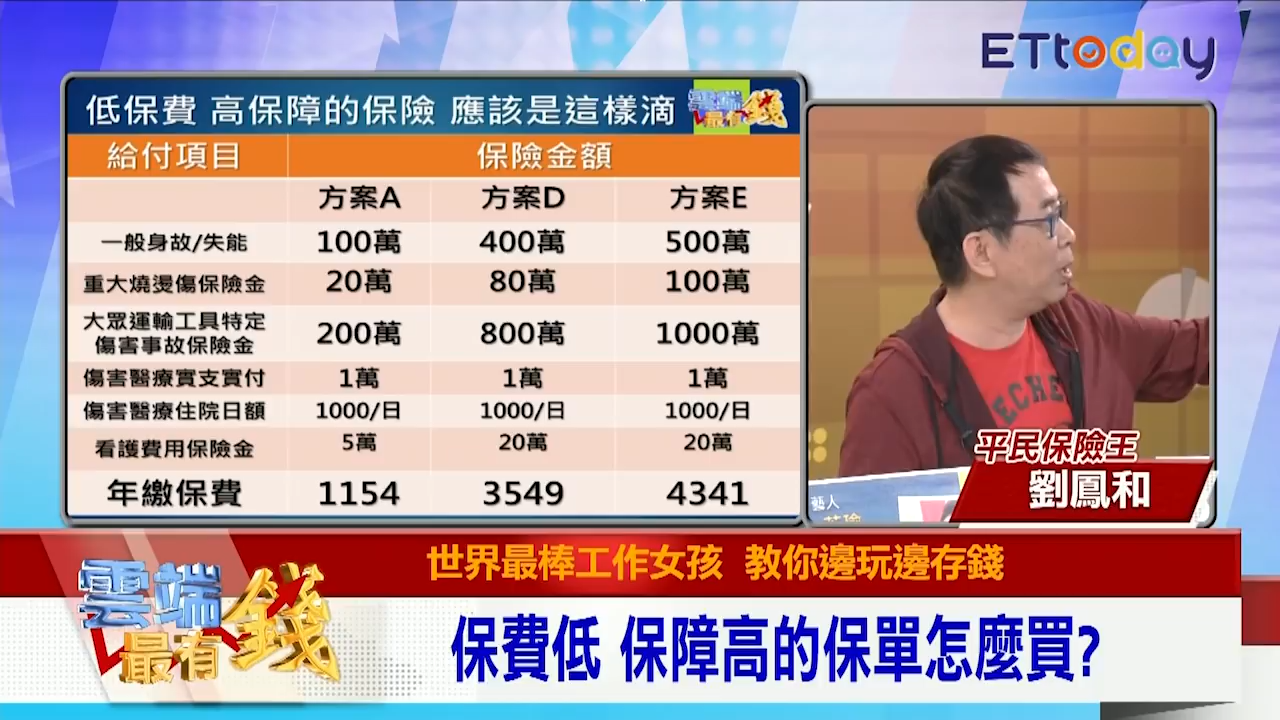 ETtoday
低保費 高保障的保險 應該是這樣滴
雲端最有錢
給付項目 保險金額
方案A 方案D 方案E
一般身故/失能 100萬 400萬 500萬
重大燒燙傷保險金 20萬 80萬 100萬
大眾運輸工具特定
傷害事故保險金 200萬 800萬 1000萬
傷害醫療實支實付 1萬 1萬 1萬
傷害醫療住院日額 1000/日 1000/日 1000/日
看護費用保險金 5萬 20萬 20萬
年繳保費 1154 3549 4341
ECHE
藝人
平民保險王
劉鳳和
世界最棒工作女孩 教你邊玩邊存錢
雲端
最有錢
保費低 保障高的保單怎麼買?